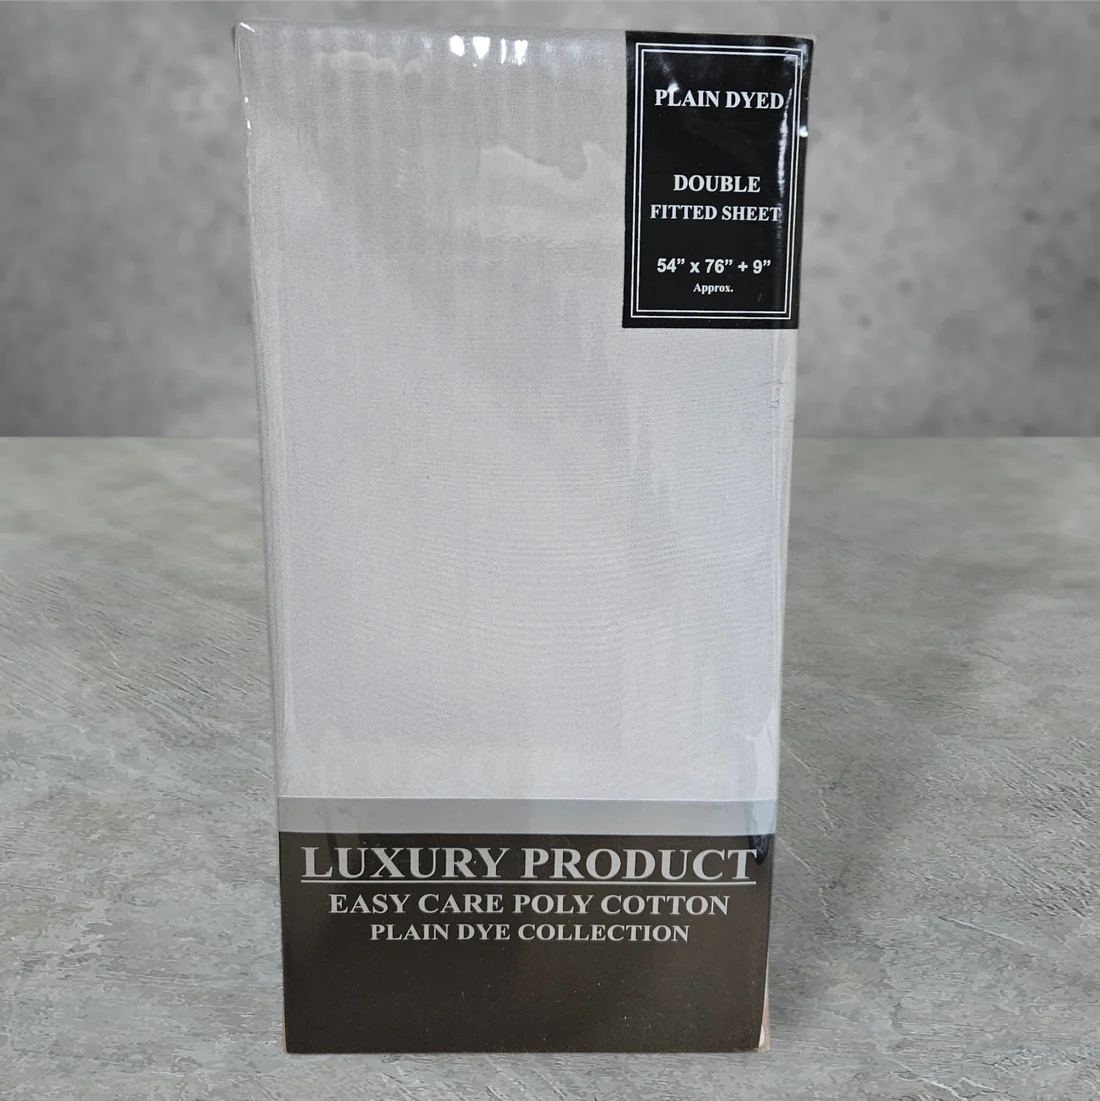 PLAIN DYED
DOUBLE
FITTED SHEET
54” x 76” + 9”
Approx.
LUXURY PRODUCT
EASY CARE POLY COTTON
PLAIN DYE COLLECTION